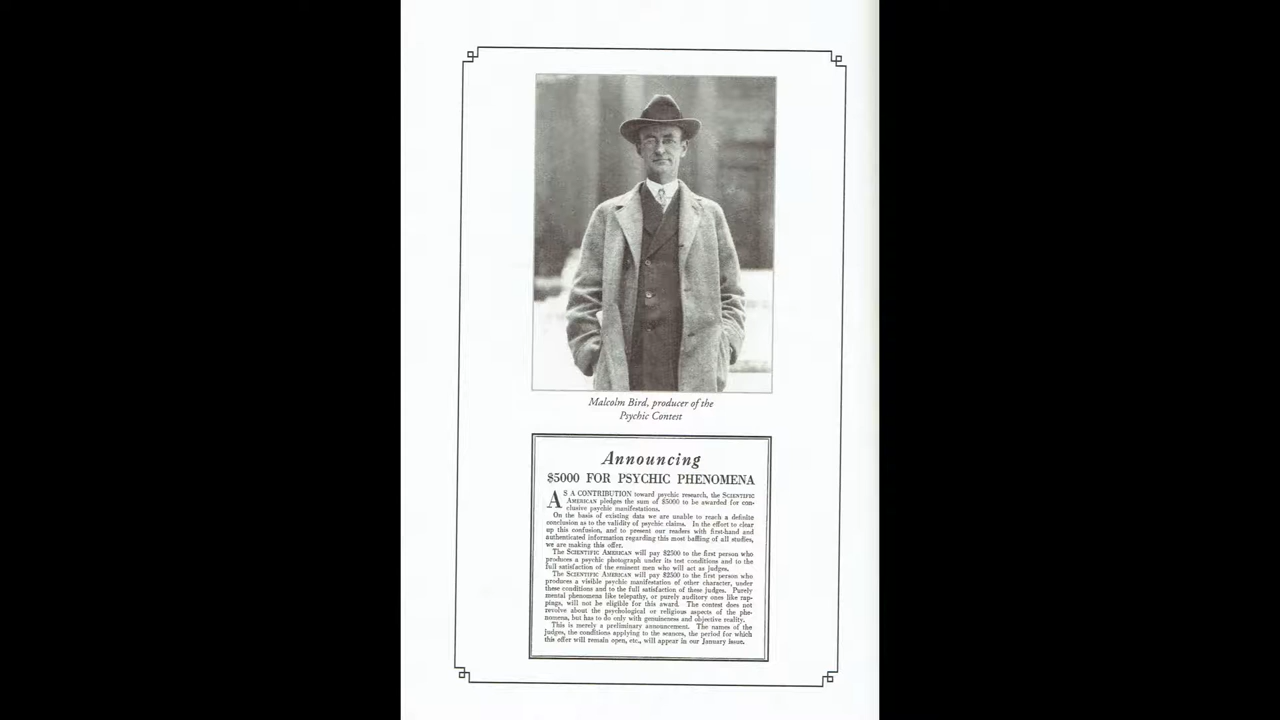 Malcolm Bird, producer of the
Psychic Contest
Announcing
$5000 FOR PSYCHIC PHENOMENA
AS A CONTRIBUTION toward psychic research, the SCIENTIFIC
AMERICAN pledges the sum of $5000 to be awarded for con-
clusive psychic manifestations.
On the basis of existing data we are unable to reach a definite
conclusion as to the validity of psychic claims. In the effort to clear
up this confusion, and to present our readers with first-hand and
authenticated information regarding this most baffling of all studies,
we are making this offer.
The SCIENTIFIC AMERICAN will pay $2500 to the first person who
produces a psychic photograph under its test conditions and to the
full satisfaction of the eminent men who will act as judges.
The SCIENTIFIC AMERICAN will pay $2500 to the first person who
produces a visible psychic manifestation of other character, under
these conditions and to the full satisfaction of these judges. Purely
mental phenomena like telepathy, or purely auditory ones like rap-
pings, will not be eligible for this award. The contest does not
revolve about the psychological or religious aspects of the phe-
nomena, but has to do only with genuineness and objective reality.
This is merely a preliminary announcement. The names of the
Judges, the conditions applying to the seances, the period for which
this offer will remain open, etc., will appear in our January issue.